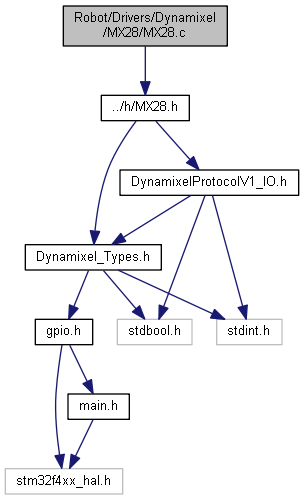 Robot/Drivers/Dynamixel
/MX28/MX28.c
../h/MX28.h
DynamixelProtocolV1_IO.h
Dynamixel_Types.h
gpio.h
stdbool.h
stdint.h
main.h
stm32f4xx_hal.h